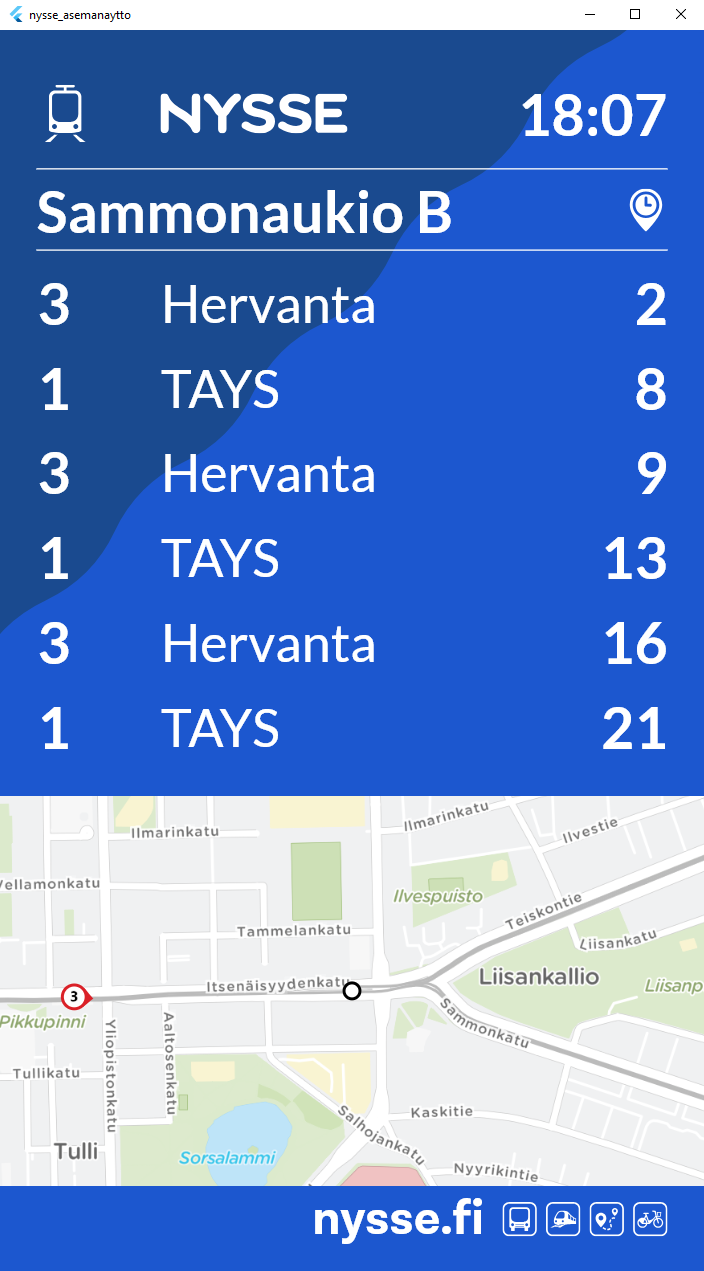 nysse_asemanaytto
NYSSE 18:07
Sammonaukio B
3 Hervanta 2
1 TAYS 8
3 Hervanta 9
1 TAYS 13
3 Hervanta 16
1 TAYS 21
Ilmarinkatu
Ilmarinkatu
Ilvestie
Vellamonkatu
Ilvespuisto
Teiskontie
Tammelankatu
Liisankatu
Itsenäisyydenkatu
Liisankallio
Liisanp
3
Pikkupinni
Yliopistonkatu
Aaltosenkatu
Sammonkatu
Tullikatu
Salhojankatu
Kaskitie
Tulli
Sorsalammi
Nyyrikintie
nysse.fi